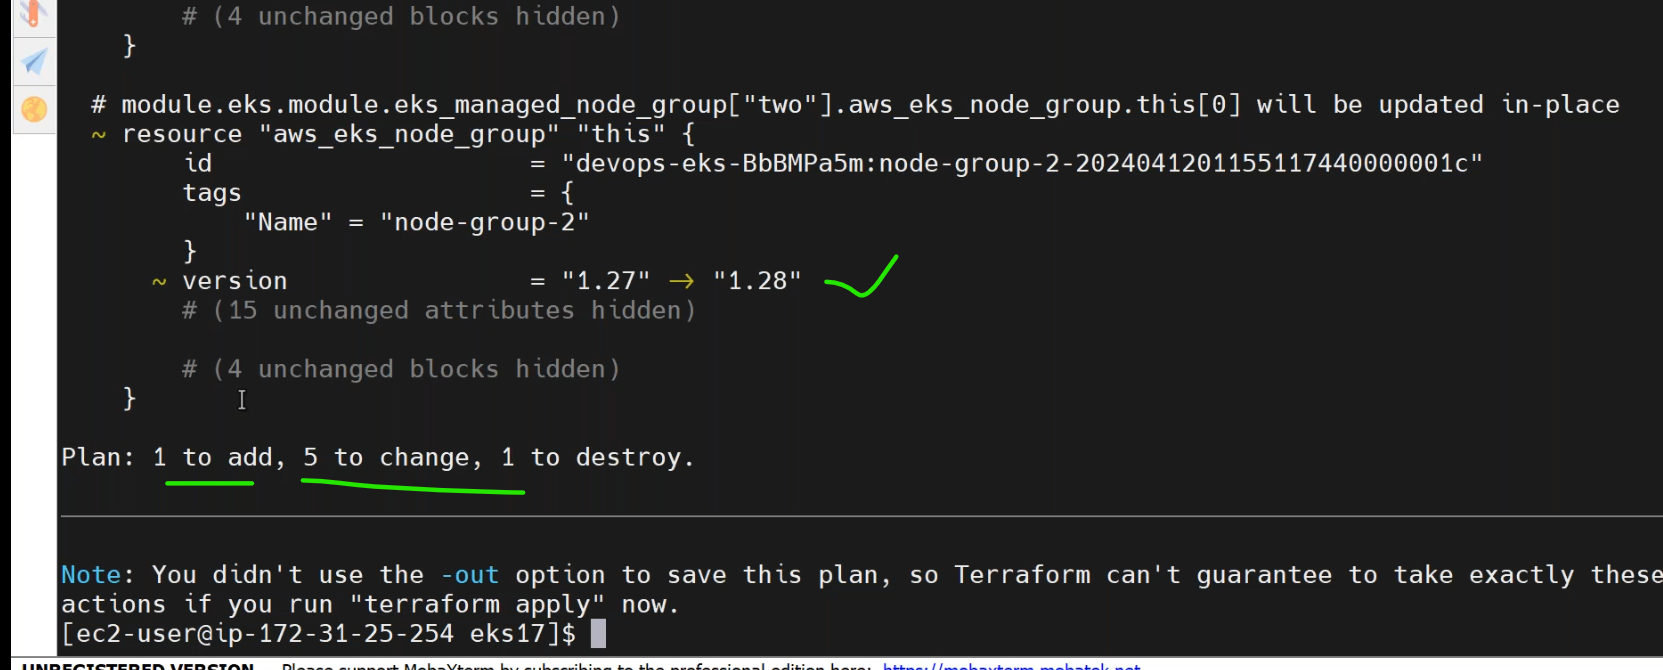 # (4 unchanged blocks hidden)
}
# module.eks.module.eks_managed_node_group["two"].aws_eks_node_group.this[0] will be updated in-place
~ resource "aws_eks_node_group" "this" {
id = "devops-eks-BbBMPa5m:node-group-2-20240412011551174400000001c"
tags = {
"Name" = "node-group-2"
}
~ version = "1.27" → "1.28"
# (15 unchanged attributes hidden)
# (4 unchanged blocks hidden)
}
Plan: 1 to add, 5 to change, 1 to destroy.
Note: You didn't use the -out option to save this plan, so Terraform can't guarantee to take exactly these
actions if you run "terraform apply" now.
[ec2-user@ip-172-31-25-254 eks17]$
UNREGISTERED VERSION - Please support MobaXterm by subscribing to the professional edition here: https://mobaxterm.mobatek.net